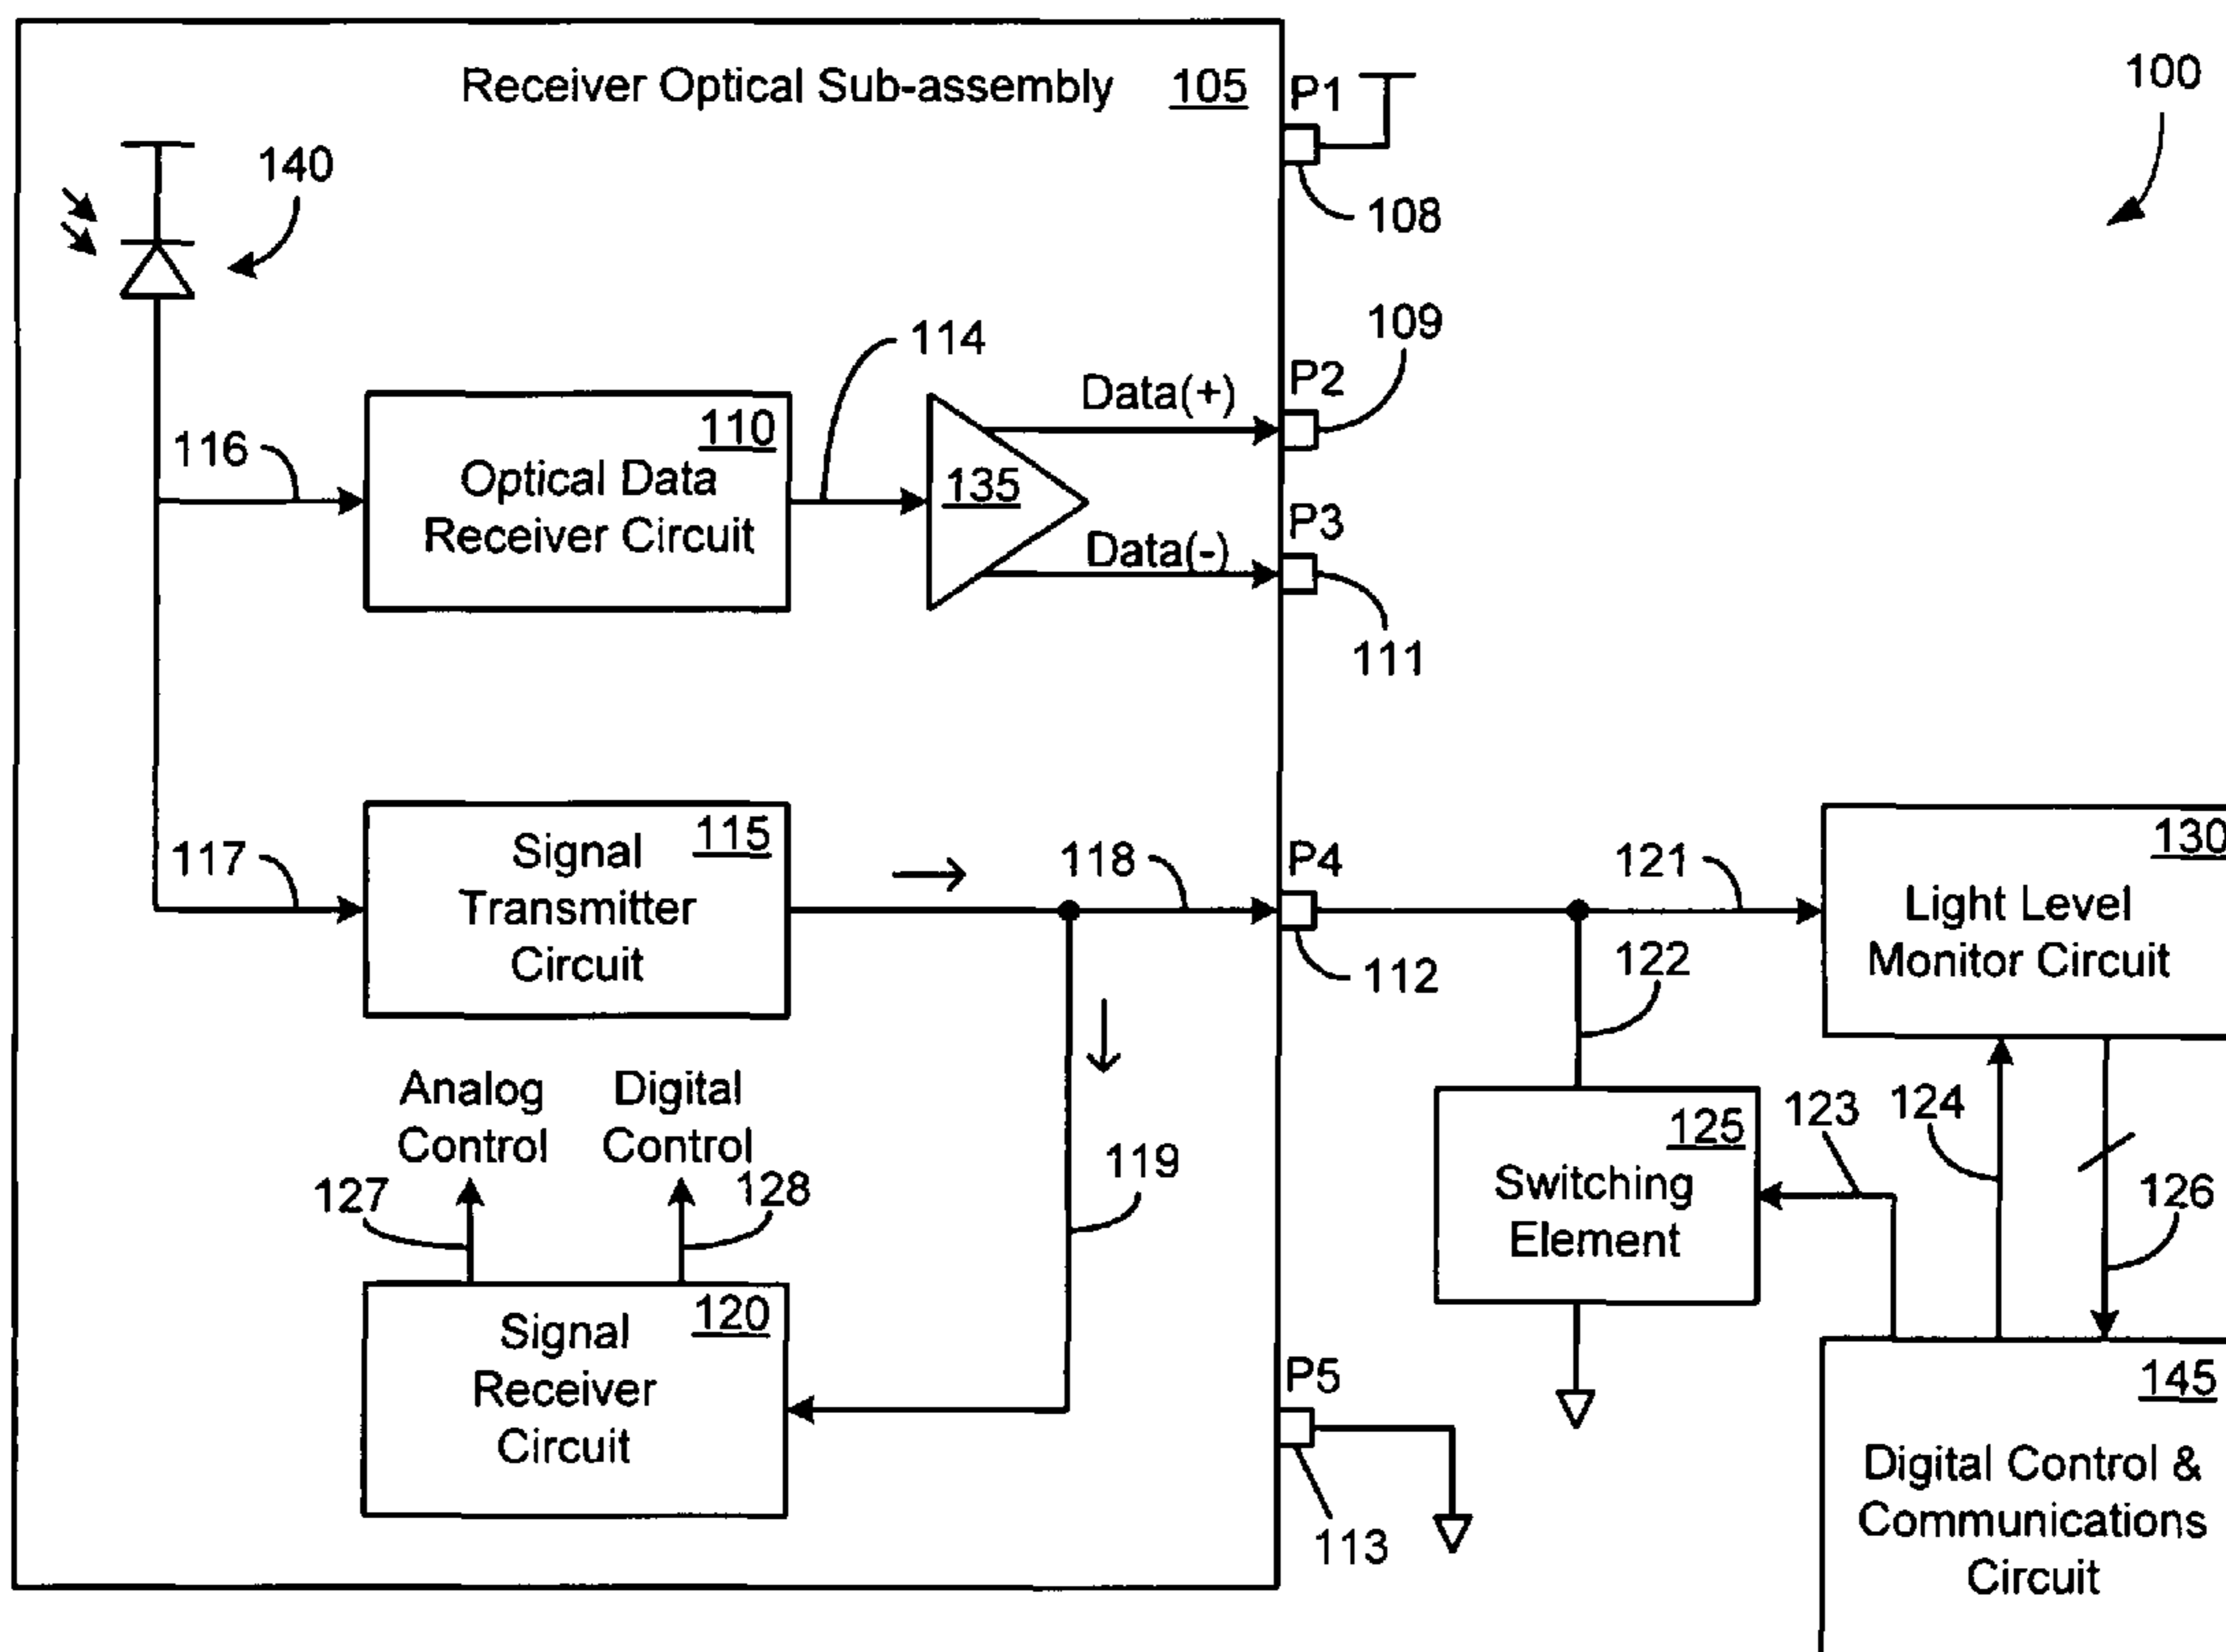 Receiver Optical Sub-assembly 105
P1
100
140
108
109
114
Data(+)
P2
116
110
Optical Data
Receiver Circuit
135
P3
Data(-)
111
117
115
Signal
Transmitter
Circuit
118
P4
112
121
122
130
Light Level
Monitor Circuit
Analog
Control
Digital
Control
127
128
119
125
Switching
Element
123
124
126
120
Signal
Receiver
Circuit
P5
113
145
Digital Control &
Communications
Circuit